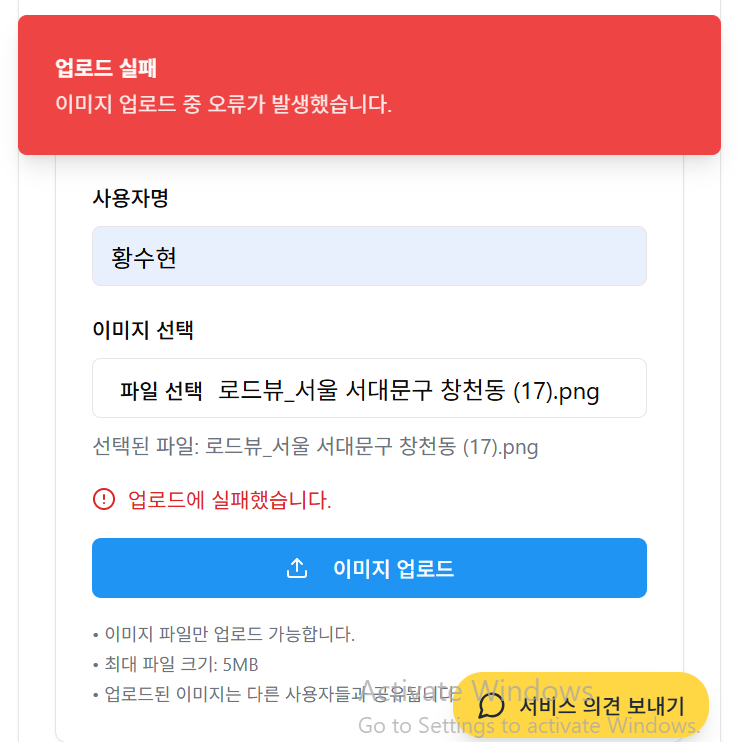 업로드 실패
이미지 업로드 중 오류가 발생했습니다.
사용자명
황수현
이미지 선택
파일 선택 로드뷰_서울 서대문구 창천동 (17).png
선택된 파일: 로드뷰_서울 서대문구 창천동 (17).png
업로드에 실패했습니다.
이미지 업로드
• 이미지 파일만 업로드 가능합니다.
• 최대 파일 크기: 5MB
• 업로드된 이미지는 다른 사용자들과 공유됩니다
Activate Windows
서비스 의견 보내기
Go to Settings to activate Windows.